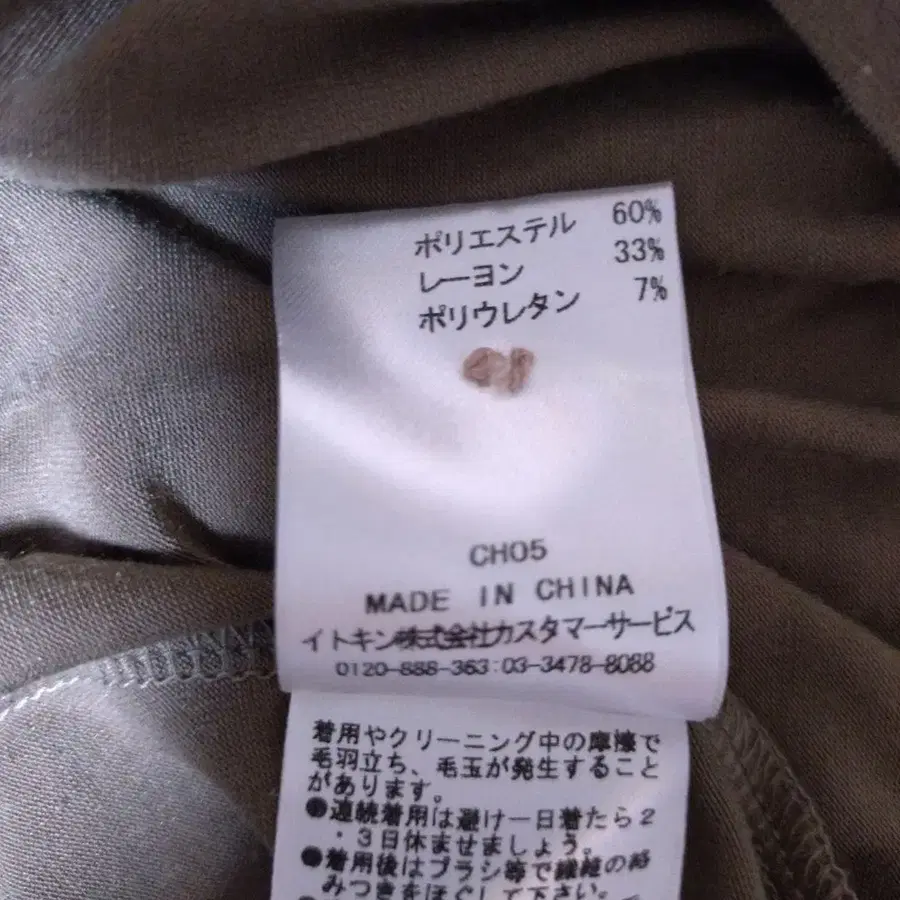 ポリエステル 60%
レーヨン 33%
ポリウレタン 7%
CH05
MADE IN CHINA
イトキン株式会社カスタマーサービス
0120-888-363:03-3478-8088
着用やクリーニング中の摩擦で
毛羽立ち、毛玉が発生すること
があります。
●連続着用は避け一日着たら2
・3日休ませましょう。
●着用後はブラシ等で繊維の絡
みつきをほぐして下さい。